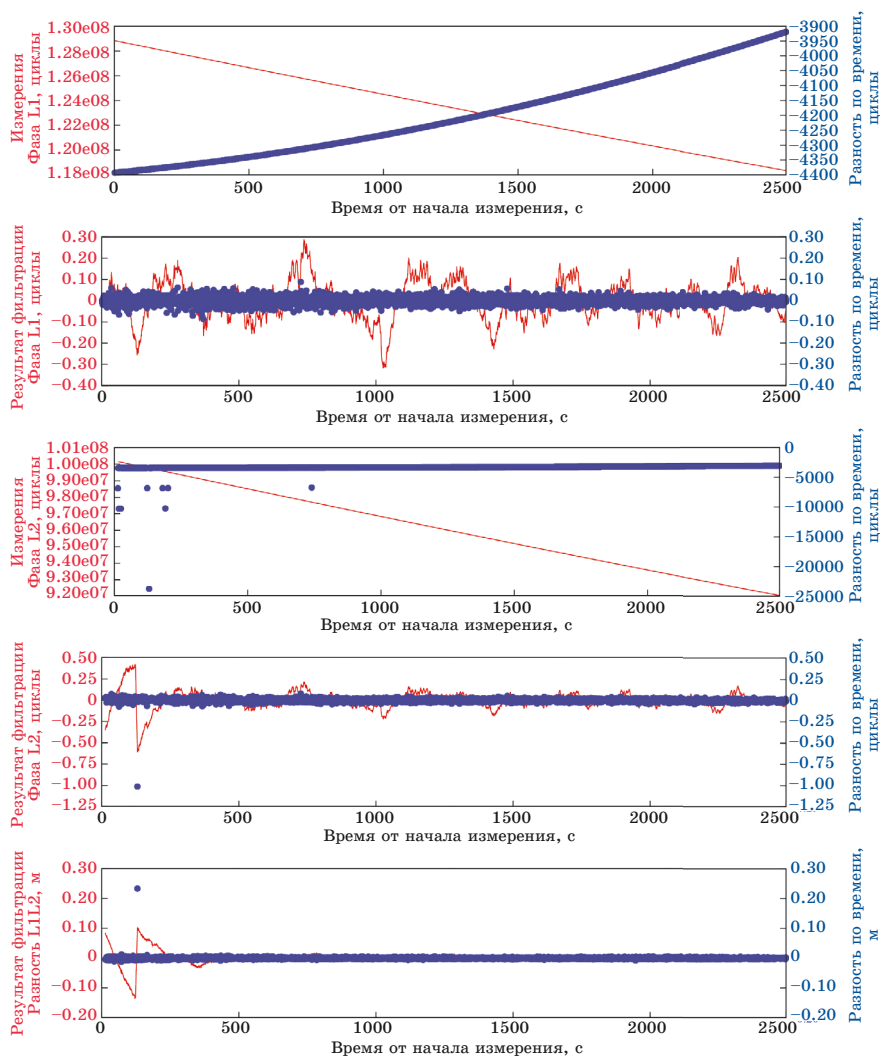 Измерения
Фаза L1, циклы
1.30e08
1.28e08
1.26e08
1.24e08
1.22e08
1.20e08
1.18e08
0
500
1000
1500
2000
2500
−3900
−3950
−4000
−4050
−4100
−4150
−4200
−4250
−4300
−4350
−4400
Разность по времени,
циклы
Время от начала измерения, с
Результат фильтрации
Фаза L1, циклы
0.30
0.20
0.10
0
−0.10
−0.20
−0.30
−0.40
0
500
1000
1500
2000
2500
0.30
0.20
0.10
0
−0.10
−0.20
−0.30
−0.40
Разность по времени,
циклы
Время от начала измерения, с
Измерения
Фаза L2, циклы
1.01e08
1.00e08
9.90e07
9.80e07
9.70e07
9.60e07
9.50e07
9.40e07
9.30e07
9.20e07
0
500
1000
1500
2000
2500
0
−5000
−10000
−15000
−20000
−25000
Разность по времени,
циклы
Время от начала измерения, с
Результат фильтрации
Фаза L2, циклы
0.50
0.25
0
−0.25
−0.50
−0.75
−1.00
−1.25
0
500
1000
1500
2000
2500
0.50
0.25
0
−0.25
−0.50
−0.75
−1.00
−1.25
Разность по времени,
циклы
Время от начала измерения, с
Результат фильтрации
Разность L1L2, м
0.30
0.20
0.10
0
−0.10
−0.20
0
500
1000
1500
2000
2500
0.30
0.20
0.10
0
−0.10
−0.20
Разность по времени,
м
Время от начала измерения, с